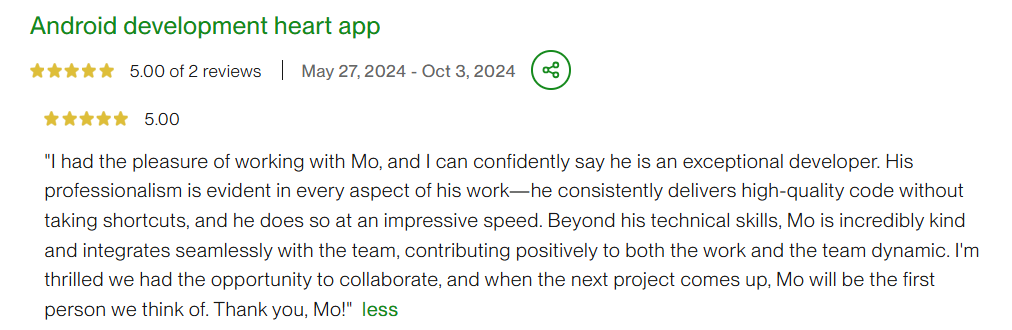 Android development heart app
5.00 of 2 reviews | May 27, 2024 - Oct 3, 2024
5.00
"I had the pleasure of working with Mo, and I can confidently say he is an exceptional developer. His
professionalism is evident in every aspect of his work—he consistently delivers high-quality code without
taking shortcuts, and he does so at an impressive speed. Beyond his technical skills, Mo is incredibly kind
and integrates seamlessly with the team, contributing positively to both the work and the team dynamic. I'm
thrilled we had the opportunity to collaborate, and when the next project comes up, Mo will be the first
person we think of. Thank you, Mo!" less